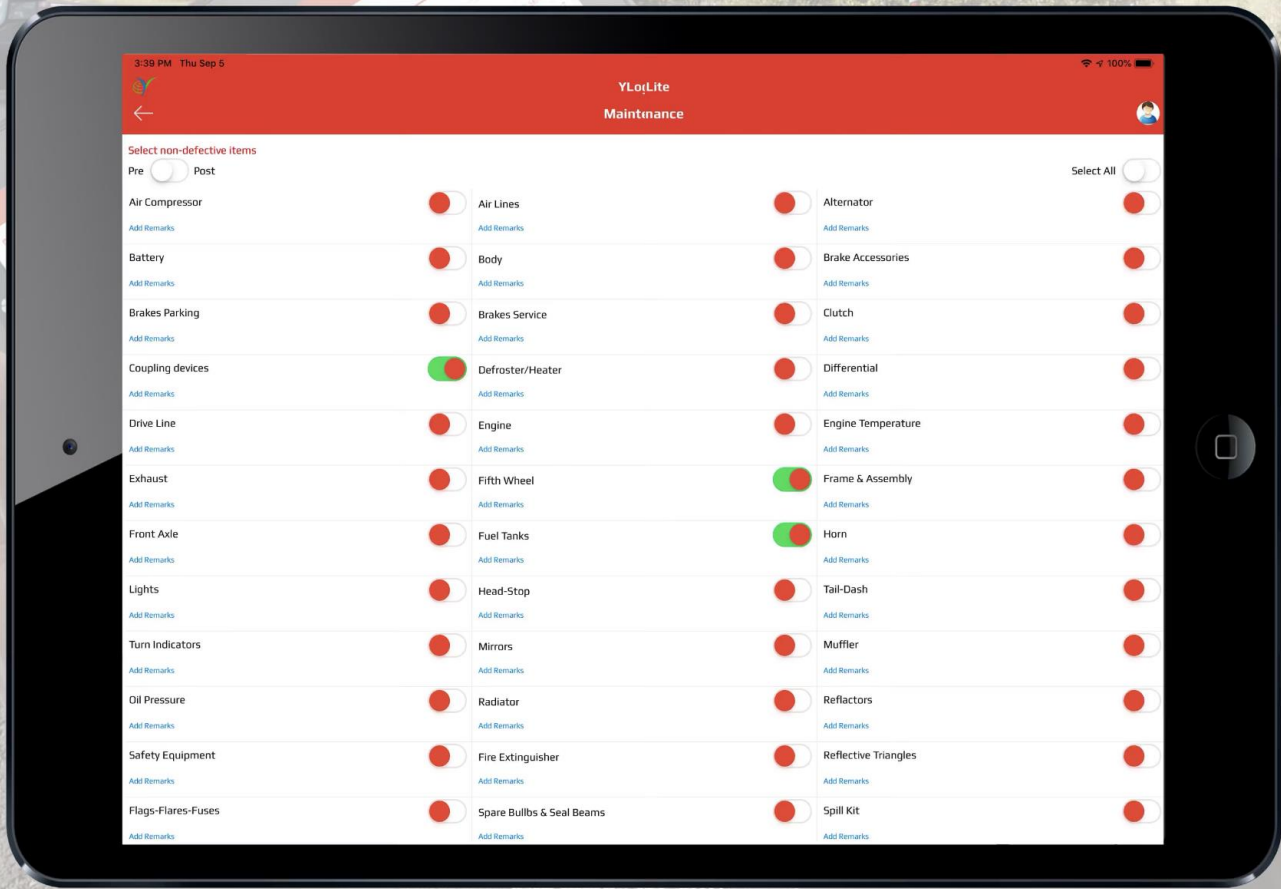 3:39 PM Thu Sep 5
100%
Maintınance
Select non-defective items
Pre Post Select All
Air Compressor Air Lines Alternator
Add Remarks Add Remarks Add Remarks
Battery Body Brake Accessories
Add Remarks Add Remarks Add Remarks
Brakes Parking Brakes Service Clutch
Add Remarks Add Remarks Add Remarks
Coupling devices Defroster/Heater Differential
Add Remarks Add Remarks Add Remarks
Drive Line Engine Engine Temperature
Add Remarks Add Remarks Add Remarks
Exhaust Fifth Wheel Frame & Assembly
Add Remarks Add Remarks Add Remarks
Front Axle Fuel Tanks Horn
Add Remarks Add Remarks Add Remarks
Lights Head-Stop Tail-Dash
Add Remarks Add Remarks Add Remarks
Turn Indicators Mirrors Muffler
Add Remarks Add Remarks Add Remarks
Oil Pressure Radiator Reflactors
Add Remarks Add Remarks Add Remarks
Safety Equipment Fire Extinguisher Reflective Triangles
Add Remarks Add Remarks Add Remarks
Flags-Flares-Fuses Spare Bullbs & Seal Beams Spill Kit
Add Remarks Add Remarks Add Remarks